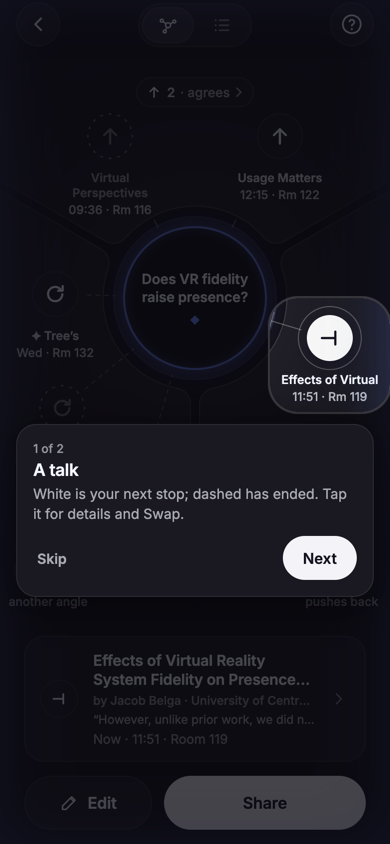 2 · agrees
Virtual
Perspectives
09:36 · Rm 116
Usage Matters
12:15 · Rm 122
Does VR fidelity
raise presence?
Tree's
Wed · Rm 132
Effects of Virtual
11:51 · Rm 119
1 of 2
A talk
White is your next stop; dashed has ended. Tap
it for details and Swap.
Skip
Next
another angle
pushes back
Effects of Virtual Reality
System Fidelity on Presence…
by Jacob Belga · University of Centr…
“However, unlike prior work, we did n…
Now · 11:51 · Room 119
Edit
Share